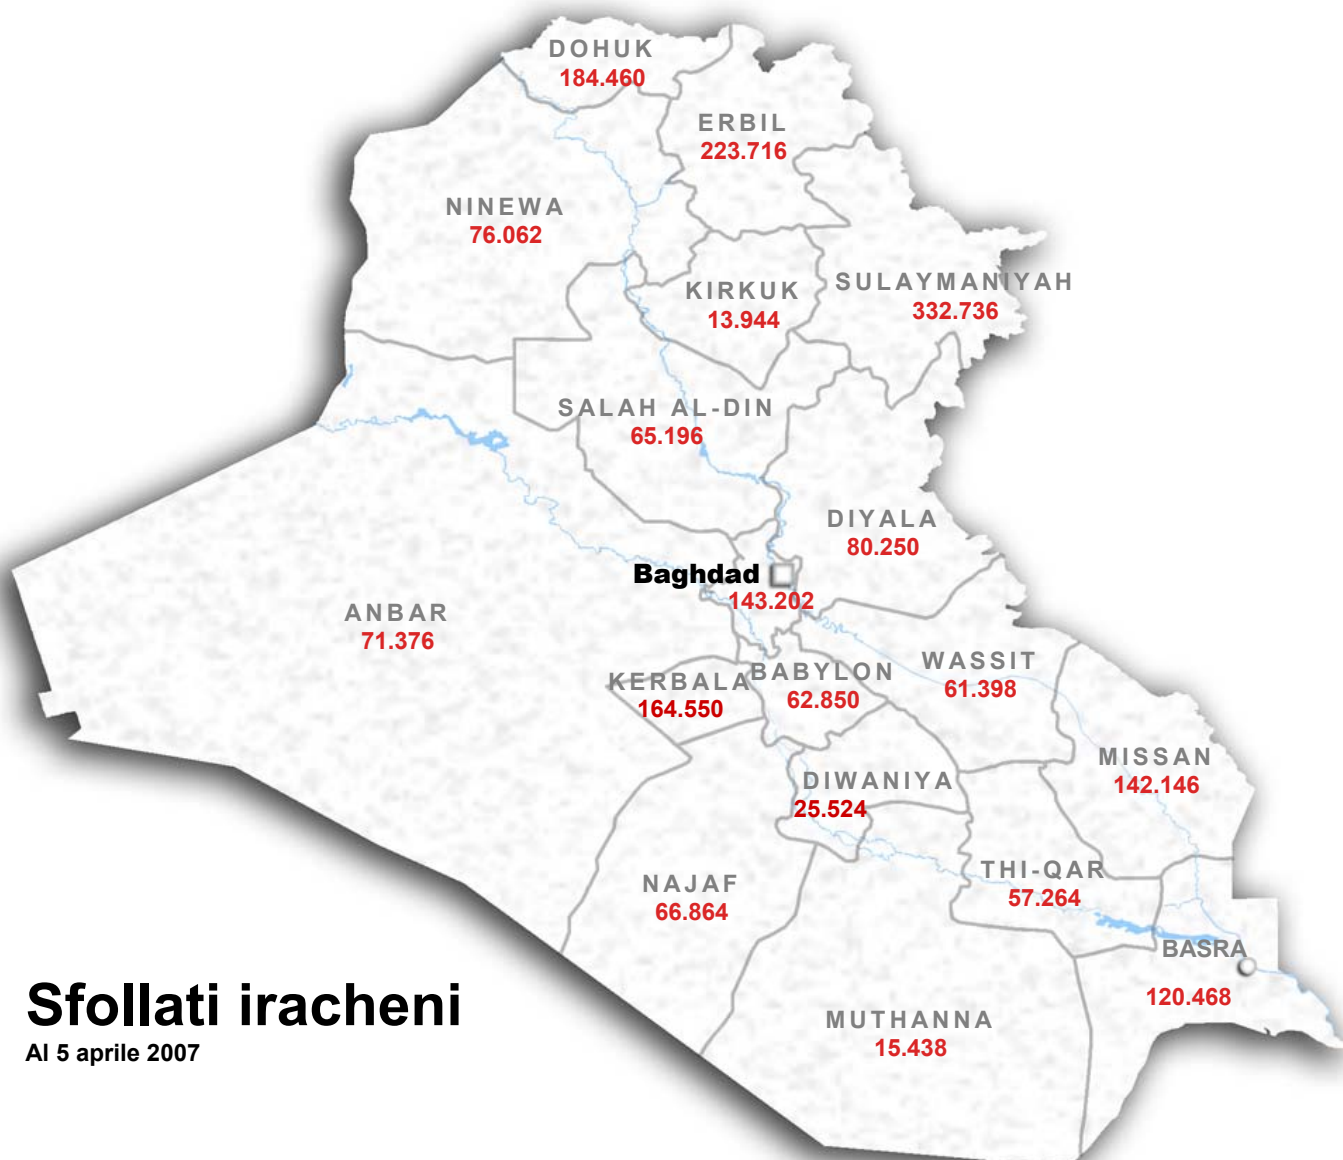 DOHUK
184.460
ERBIL
223.716
NINEWA
76.062
SULAYMANIYAH
332.736
KIRKUK
13.944
SALAH AL-DIN
65.196
DIYALA
80.250
Baghdad
143.202
ANBAR
71.376
WASSIT
61.398
KERBALA
164.550
BABYLON
62.850
MISSAN
142.146
DIWANIYA
25.524
THI-QAR
57.264
NAJAF
66.864
BASRA
120.468
MUTHANNA
15.438
Sfollati iracheni
Al 5 aprile 2007